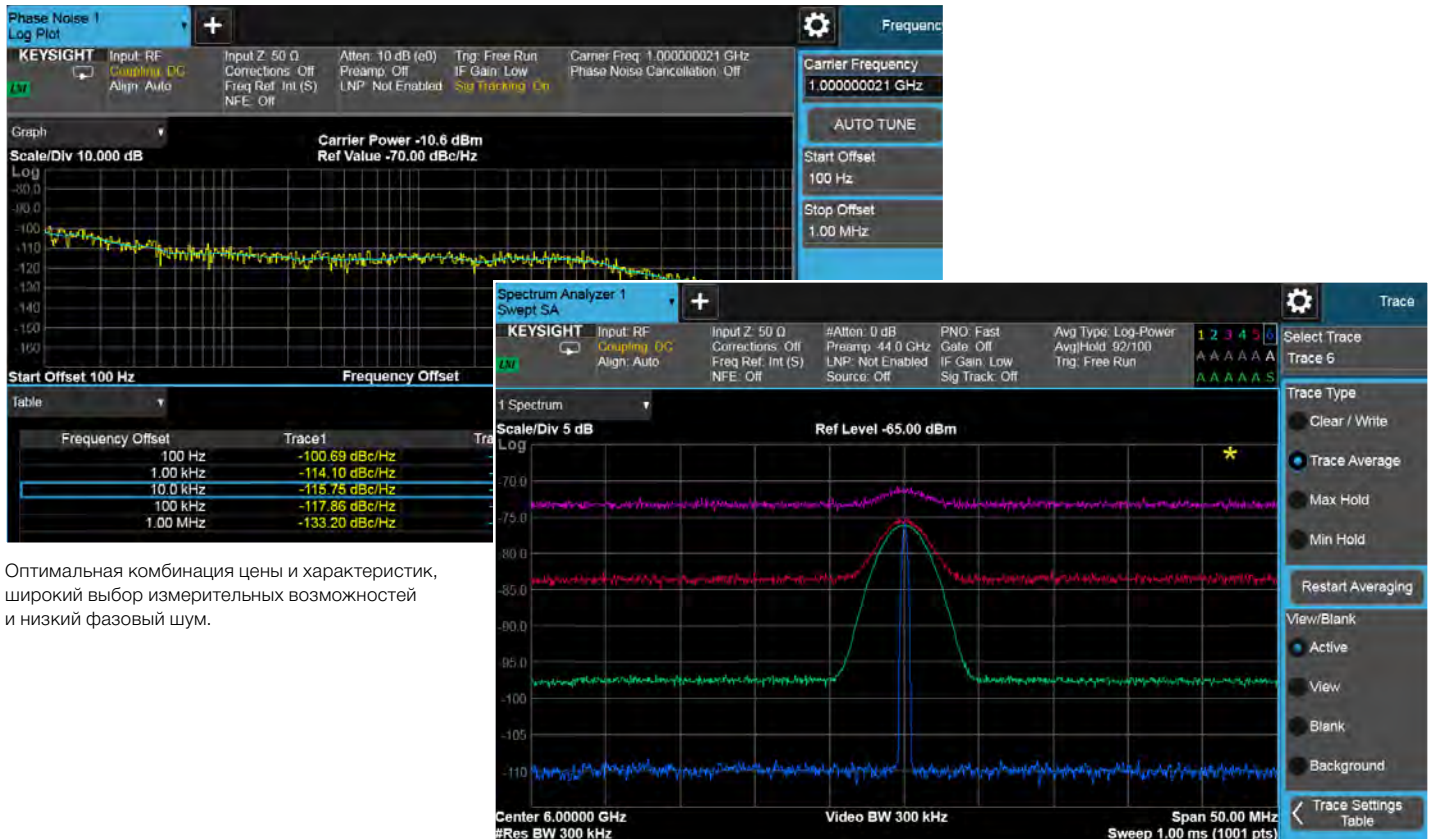 Phase Noise 1
Log Plot
+
Frequenc
KEYSIGHT Input: RF Input Z: 50 Ω Atten: 10 dB (e0) Trig: Free Run Carrier Freq: 1.000000021 GHz
Coupling: DC Corrections: Off Preamp: Off IF Gain: Low Phase Noise Cancellation: Off
Align: Auto Freq Ref: Int (S) LNP: Not Enabled Sig Tracking: On
NFE: Off
Carrier Frequency
1.000000021 GHz
AUTO TUNE
Start Offset
100 Hz
Stop Offset
1.00 MHz
Graph
Scale/Div 10.000 dB
Carrier Power -10.6 dBm
Ref Value -70.00 dBc/Hz
Log
-80.0
-90.0
-100
-110
-120
-130
-140
-150
-160
Start Offset 100 Hz Frequency Offset
Table
Frequency Offset Trace1 Tra
100 Hz -100.69 dBc/Hz -
1.00 kHz -114.10 dBc/Hz -
10.0 kHz -115.75 dBc/Hz -
100 kHz -117.86 dBc/Hz -
1.00 MHz -133.20 dBc/Hz -
Оптимальная комбинация цены и характеристик,
широкий выбор измерительных возможностей
и низкий фазовый шум.
Spectrum Analyzer 1
Swept SA
+
Trace
KEYSIGHT Input: RF Input Z: 50 Ω #Atten: 0 dB PNO: Fast Avg Type: Log-Power 1 2 3 4 5 6
Coupling: DC Corrections: Off Preamp: 44.0 GHz Gate: Off Avg|Hold: 92/100 A A A A A A
Align: Auto Freq Ref: Int (S) LNP: Not Enabled IF Gain: Low Trig: Free Run
NFE: Off Source: Off Sig Track: Off A A A A A S
Select Trace
Trace 6
Trace Type
Clear / Write
Trace Average
Max Hold
Min Hold
Restart Averaging
View/Blank
Active
View
Blank
Background
Trace Settings
Table
1 Spectrum
Scale/Div 5 dB Ref Level -65.00 dBm
Log
*
-70.0
-75.0
-80.0
-85.0
-90.0
-95.0
-100
-105
-110
Center 6.00000 GHz Video BW 300 kHz Span 50.00 MHz
#Res BW 300 kHz Sweep 1.00 ms (1001 pts)